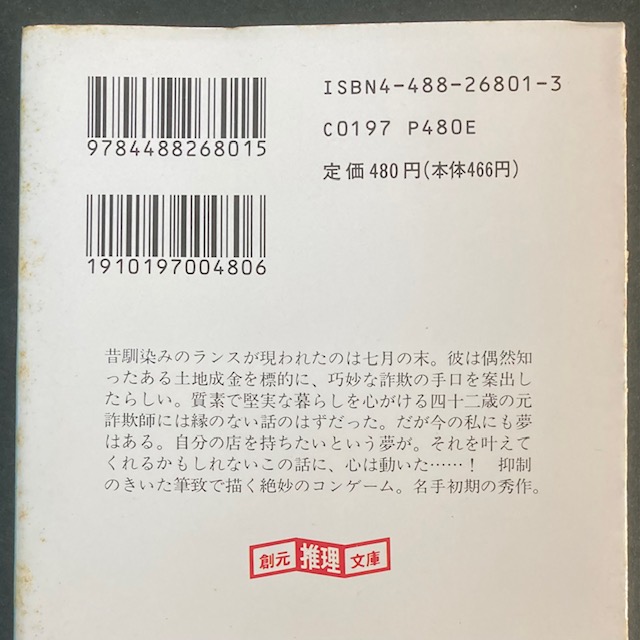 ISBN4-488-26801-3
C0197 P480E
定価480円(本体466円)
9784488268015
1910197004806
昔馴染みのランスが現われたのは七月の末。彼は偶然知
ったある土地成金を標的に、巧妙な詐欺の手口を案出し
たらしい。質素で堅実な暮らしを心がける四十二歳の元
詐欺師には縁のない話のはずだった。だが今の私にも夢
はある。自分の店を持ちたいという夢が。それを叶えて
くれるかもしれないこの話に、心は動いた……! 抑制
のきいた筆致で描く絶妙のコンゲーム。名手初期の秀作。
創元推理文庫